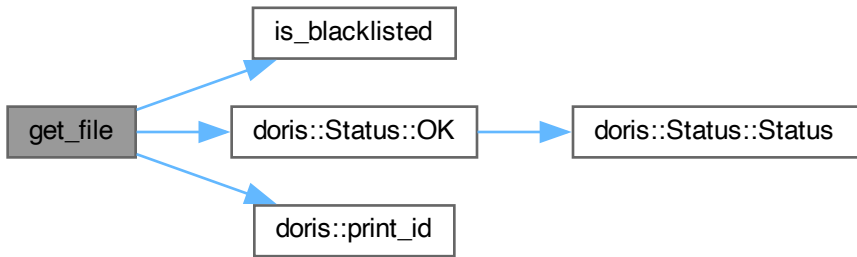 is_blacklisted
get_file
doris::Status::OK
doris::Status::Status
doris::print_id